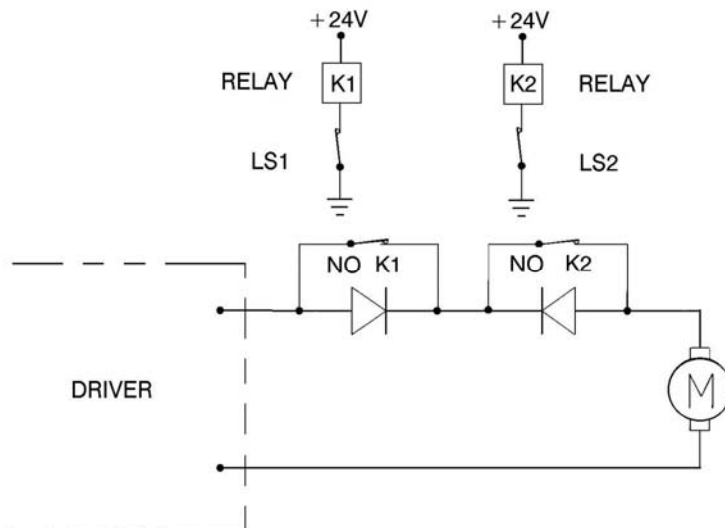 +24V +24V
RELAY K1 K2 RELAY
LS1 LS2
NO K1 NO K2
DRIVER M